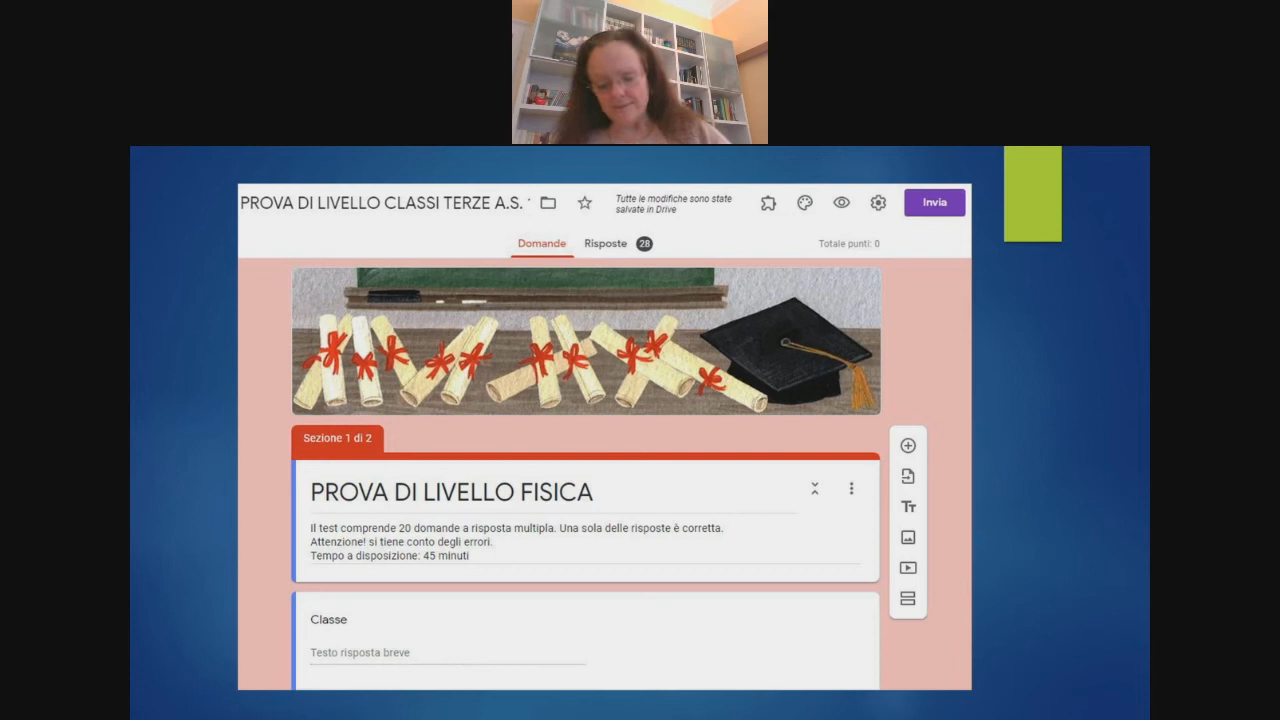 PROVA DI LIVELLO CLASSI TERZE A.S.
Tutte le modifiche sono state
salvate in Drive
Invia
Domande
Risposte 28
Totale punti: 0
Sezione 1 di 2
PROVA DI LIVELLO FISICA
Il test comprende 20 domande a risposta multipla. Una sola delle risposte è corretta.
Attenzione! si tiene conto degli errori.
Tempo a disposizione: 45 minuti
Tт
Classe
Testo risposta breve